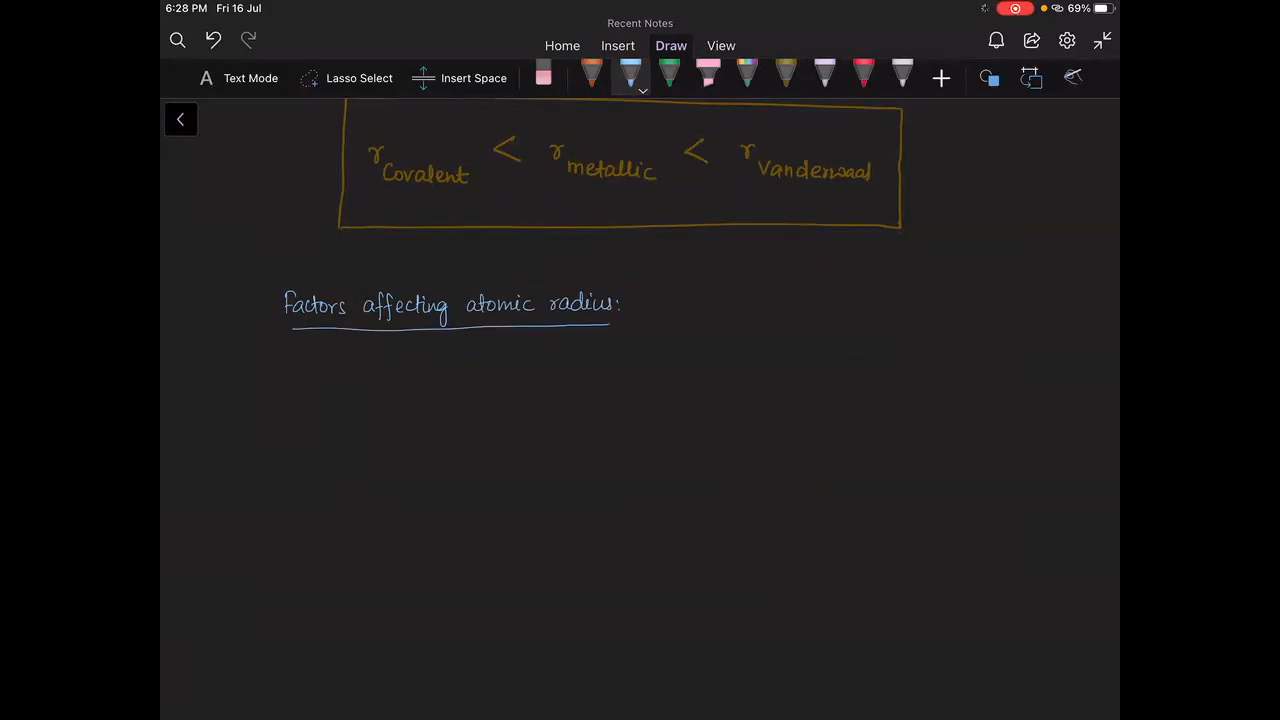 6:28 PM Fri 16 Jul
69%
Recent Notes
Home Insert Draw View
A Text Mode Lasso Select Insert Space
r covalent < r metallic < r vanderwaal
Factors affecting atomic radius: